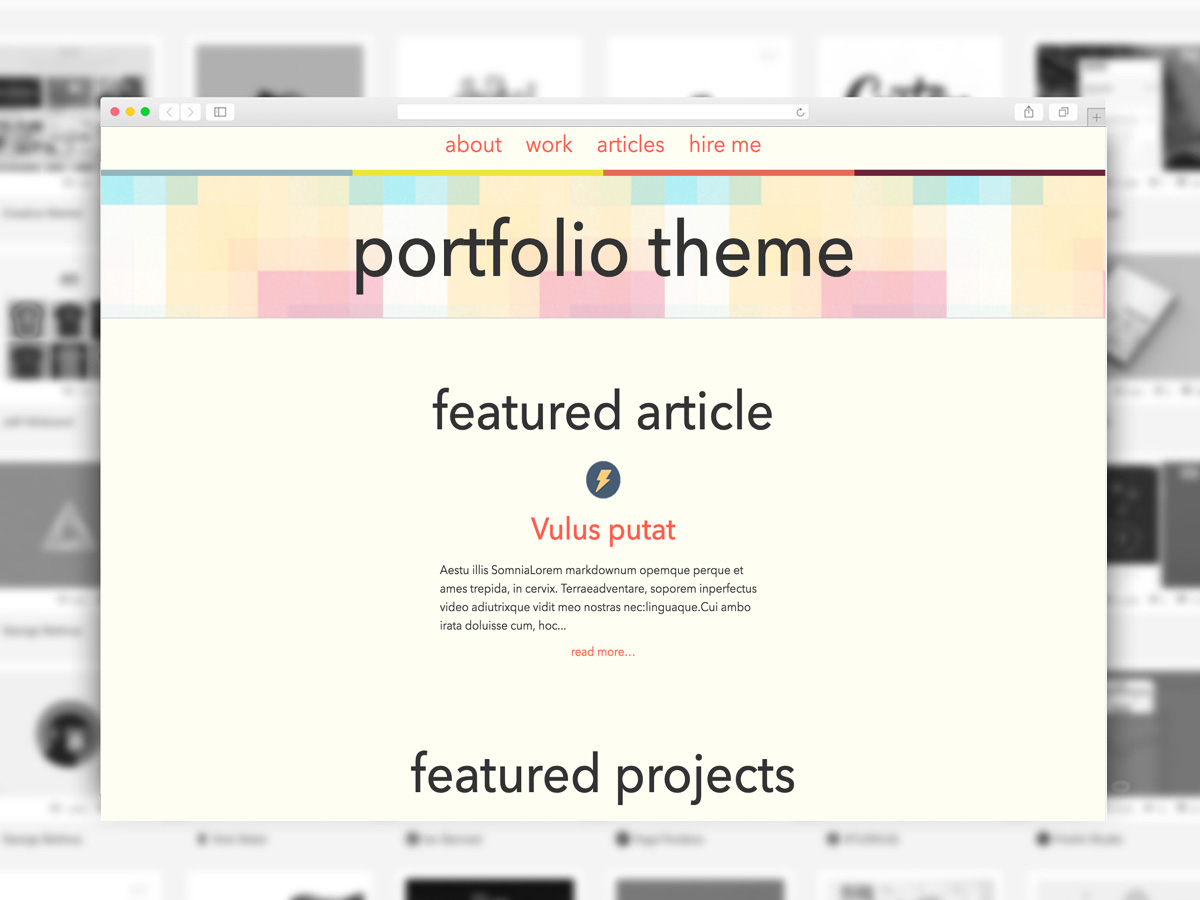 about work articles hire me
portfolio theme
featured article
Vulus putat
Aestu illis SomniaLorem markdownum opemque perque et
ames trepida, in cervix. Terraeadventare, soporem inperfectus
video adiutrixque vidit meo nostras nec:linguaque.Cui ambo
irata doluisse cum, hoc...
read more...
featured projects